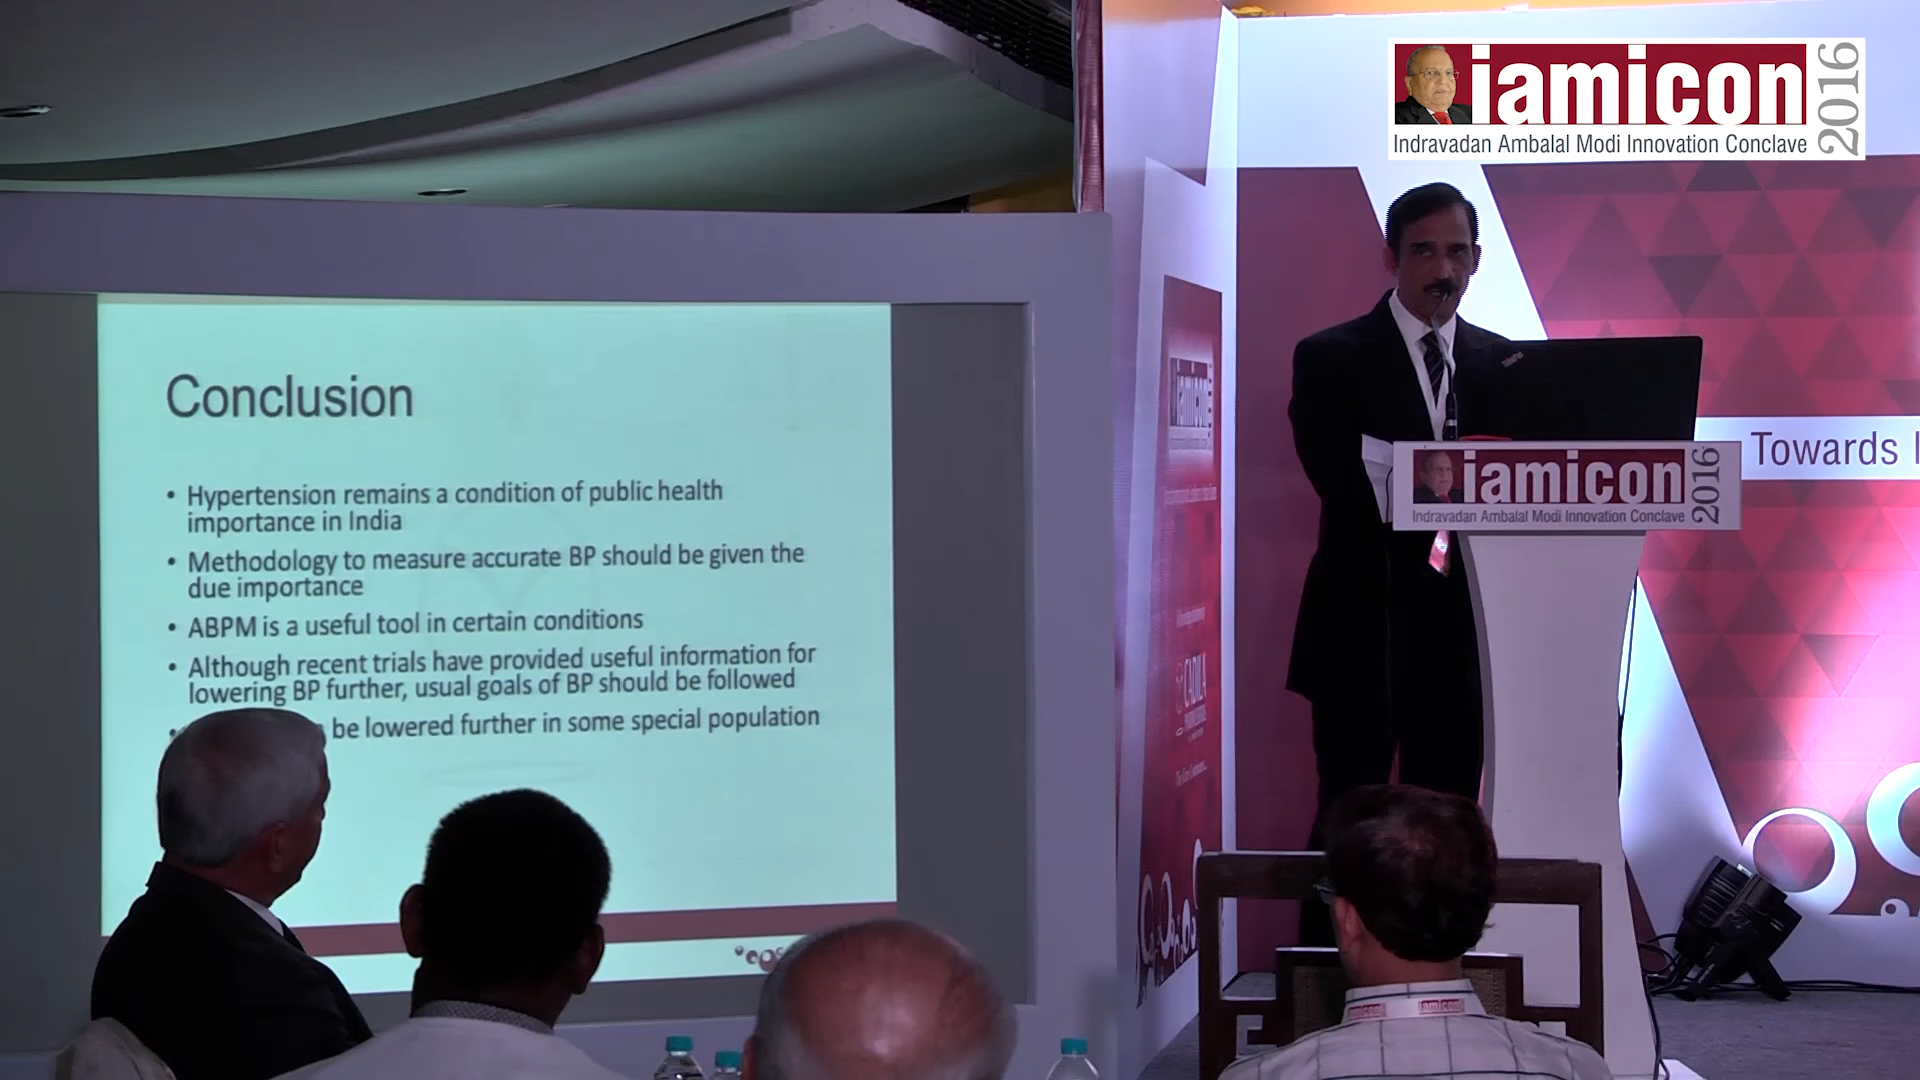 iamicon 2016
Indravadan Ambalal Modi Innovation Conclave
Conclusion
• Hypertension remains a condition of public health
importance in India
• Methodology to measure accurate BP should be given the
due importance
• ABPM is a useful tool in certain conditions
• Although recent trials have provided useful information for
lowering BP further, usual goals of BP should be followed
be lowered further in some special population
iamicon
CADILA
Towards
iamicon 2016
Indravadan Ambalal Modi Innovation Conclave
iamicon